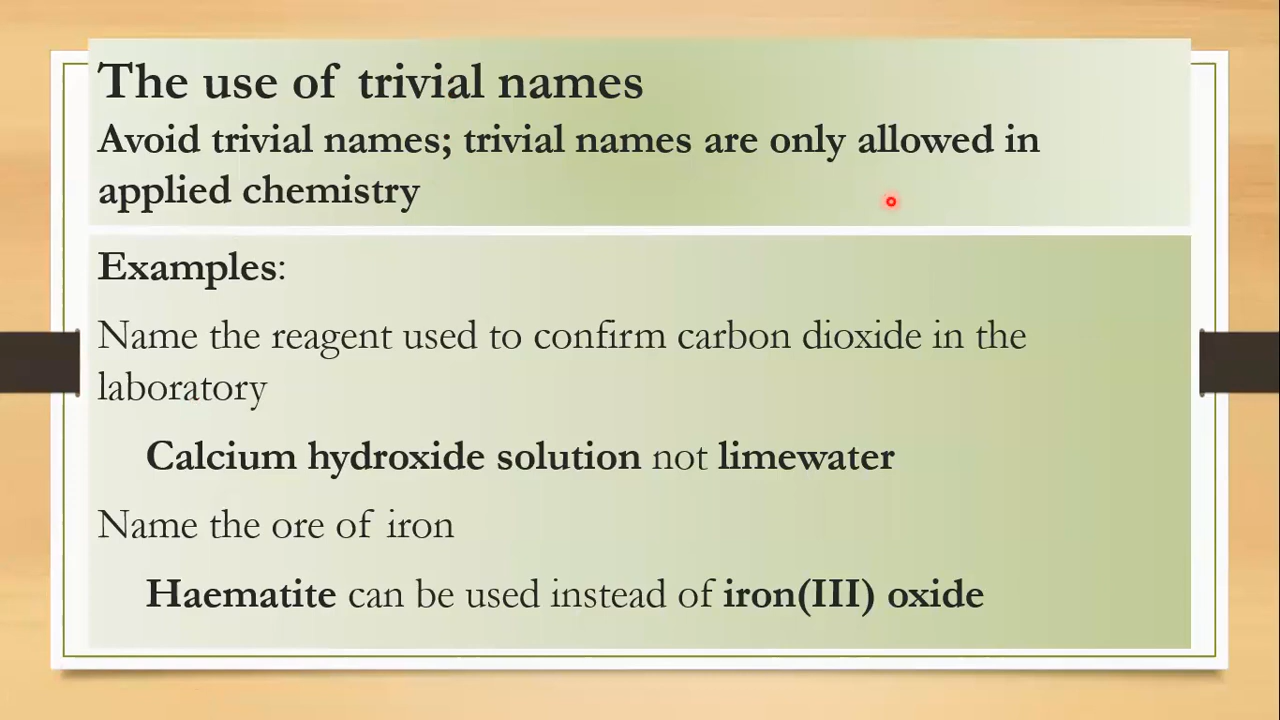 The use of trivial names
Avoid trivial names; trivial names are only allowed in
applied chemistry
Examples:
Name the reagent used to confirm carbon dioxide in the
laboratory
Calcium hydroxide solution not limewater
Name the ore of iron
Haematite can be used instead of iron(III) oxide